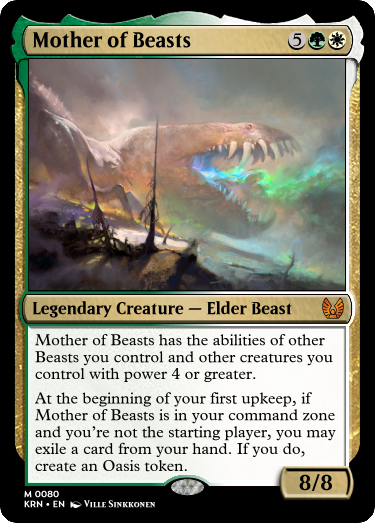 Mother of Beasts 5
Legendary Creature — Elder Beast
Mother of Beasts has the abilities of other
Beasts you control and other creatures you
control with power 4 or greater.
At the beginning of your first upkeep, if
Mother of Beasts is in your command zone
and you're not the starting player, you may
exile a card from your hand. If you do,
create an Oasis token.
8/8
M 0080
KRN • EN Ville Sinkkonen